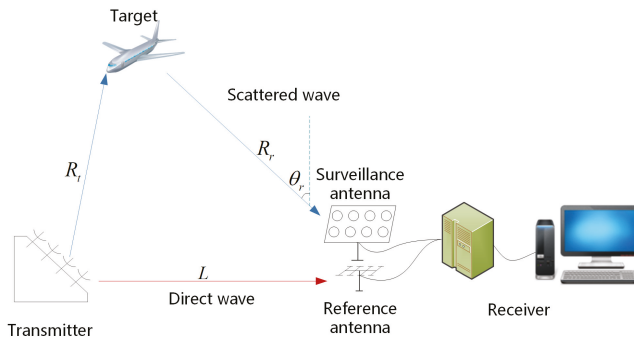 Target
Scattered wave
R_t
R_r
θ_r
Surveillance
antenna
L
Direct wave
Reference
antenna
Receiver
Transmitter